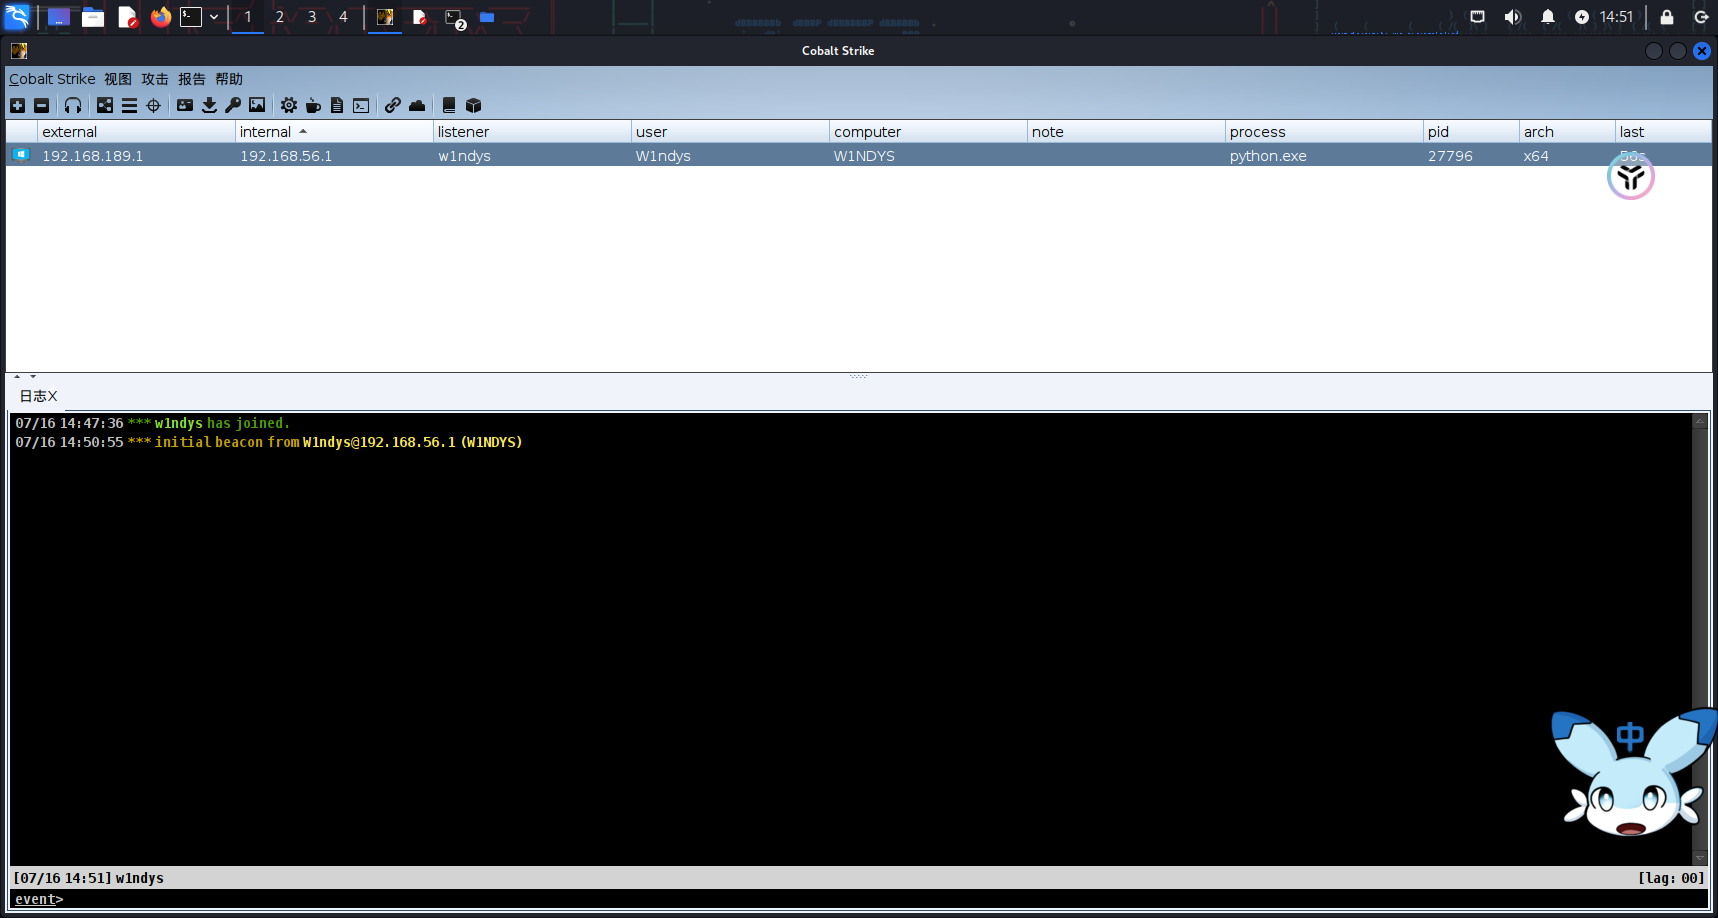 1 2 3 4 2 14:51
Cobalt Strike
Cobalt Strike 视图 攻击 报告 帮助
external internal listener user computer note process pid arch last
192.168.189.1 192.168.56.1 w1ndys W1ndys W1NDYS python.exe 27796 x64 56s
日志X
07/16 14:47:36 *** w1ndys has joined.
07/16 14:50:55 *** initial beacon from W1ndys@192.168.56.1 (W1NDYS)
中
[07/16 14:51] w1ndys [lag: 00]
event>